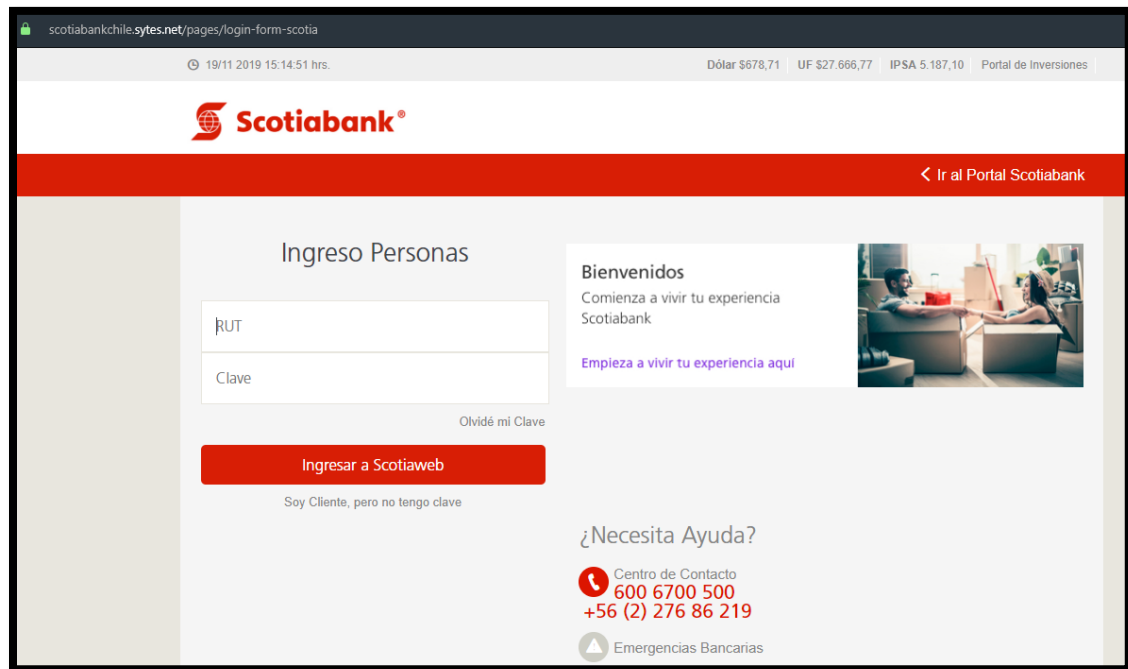 scotiabankchile.sytes.net/pages/login-form-scotia
19/11 2019 15:14:51 hrs. Dólar $678,71 UF $27.666,77 IPSA 5.187,10 Portal de Inversiones
Scotiabank®
Ir al Portal Scotiabank
Ingreso Personas
RUT
Clave
Olvidé mi Clave
Ingresar a Scotiaweb
Soy Cliente, pero no tengo clave
Bienvenidos
Comienza a vivir tu experiencia
Scotiabank
Empieza a vivir tu experiencia aquí
¿Necesita Ayuda?
Centro de Contacto
600 6700 500
+56 (2) 276 86 219
Emergencias Bancarias